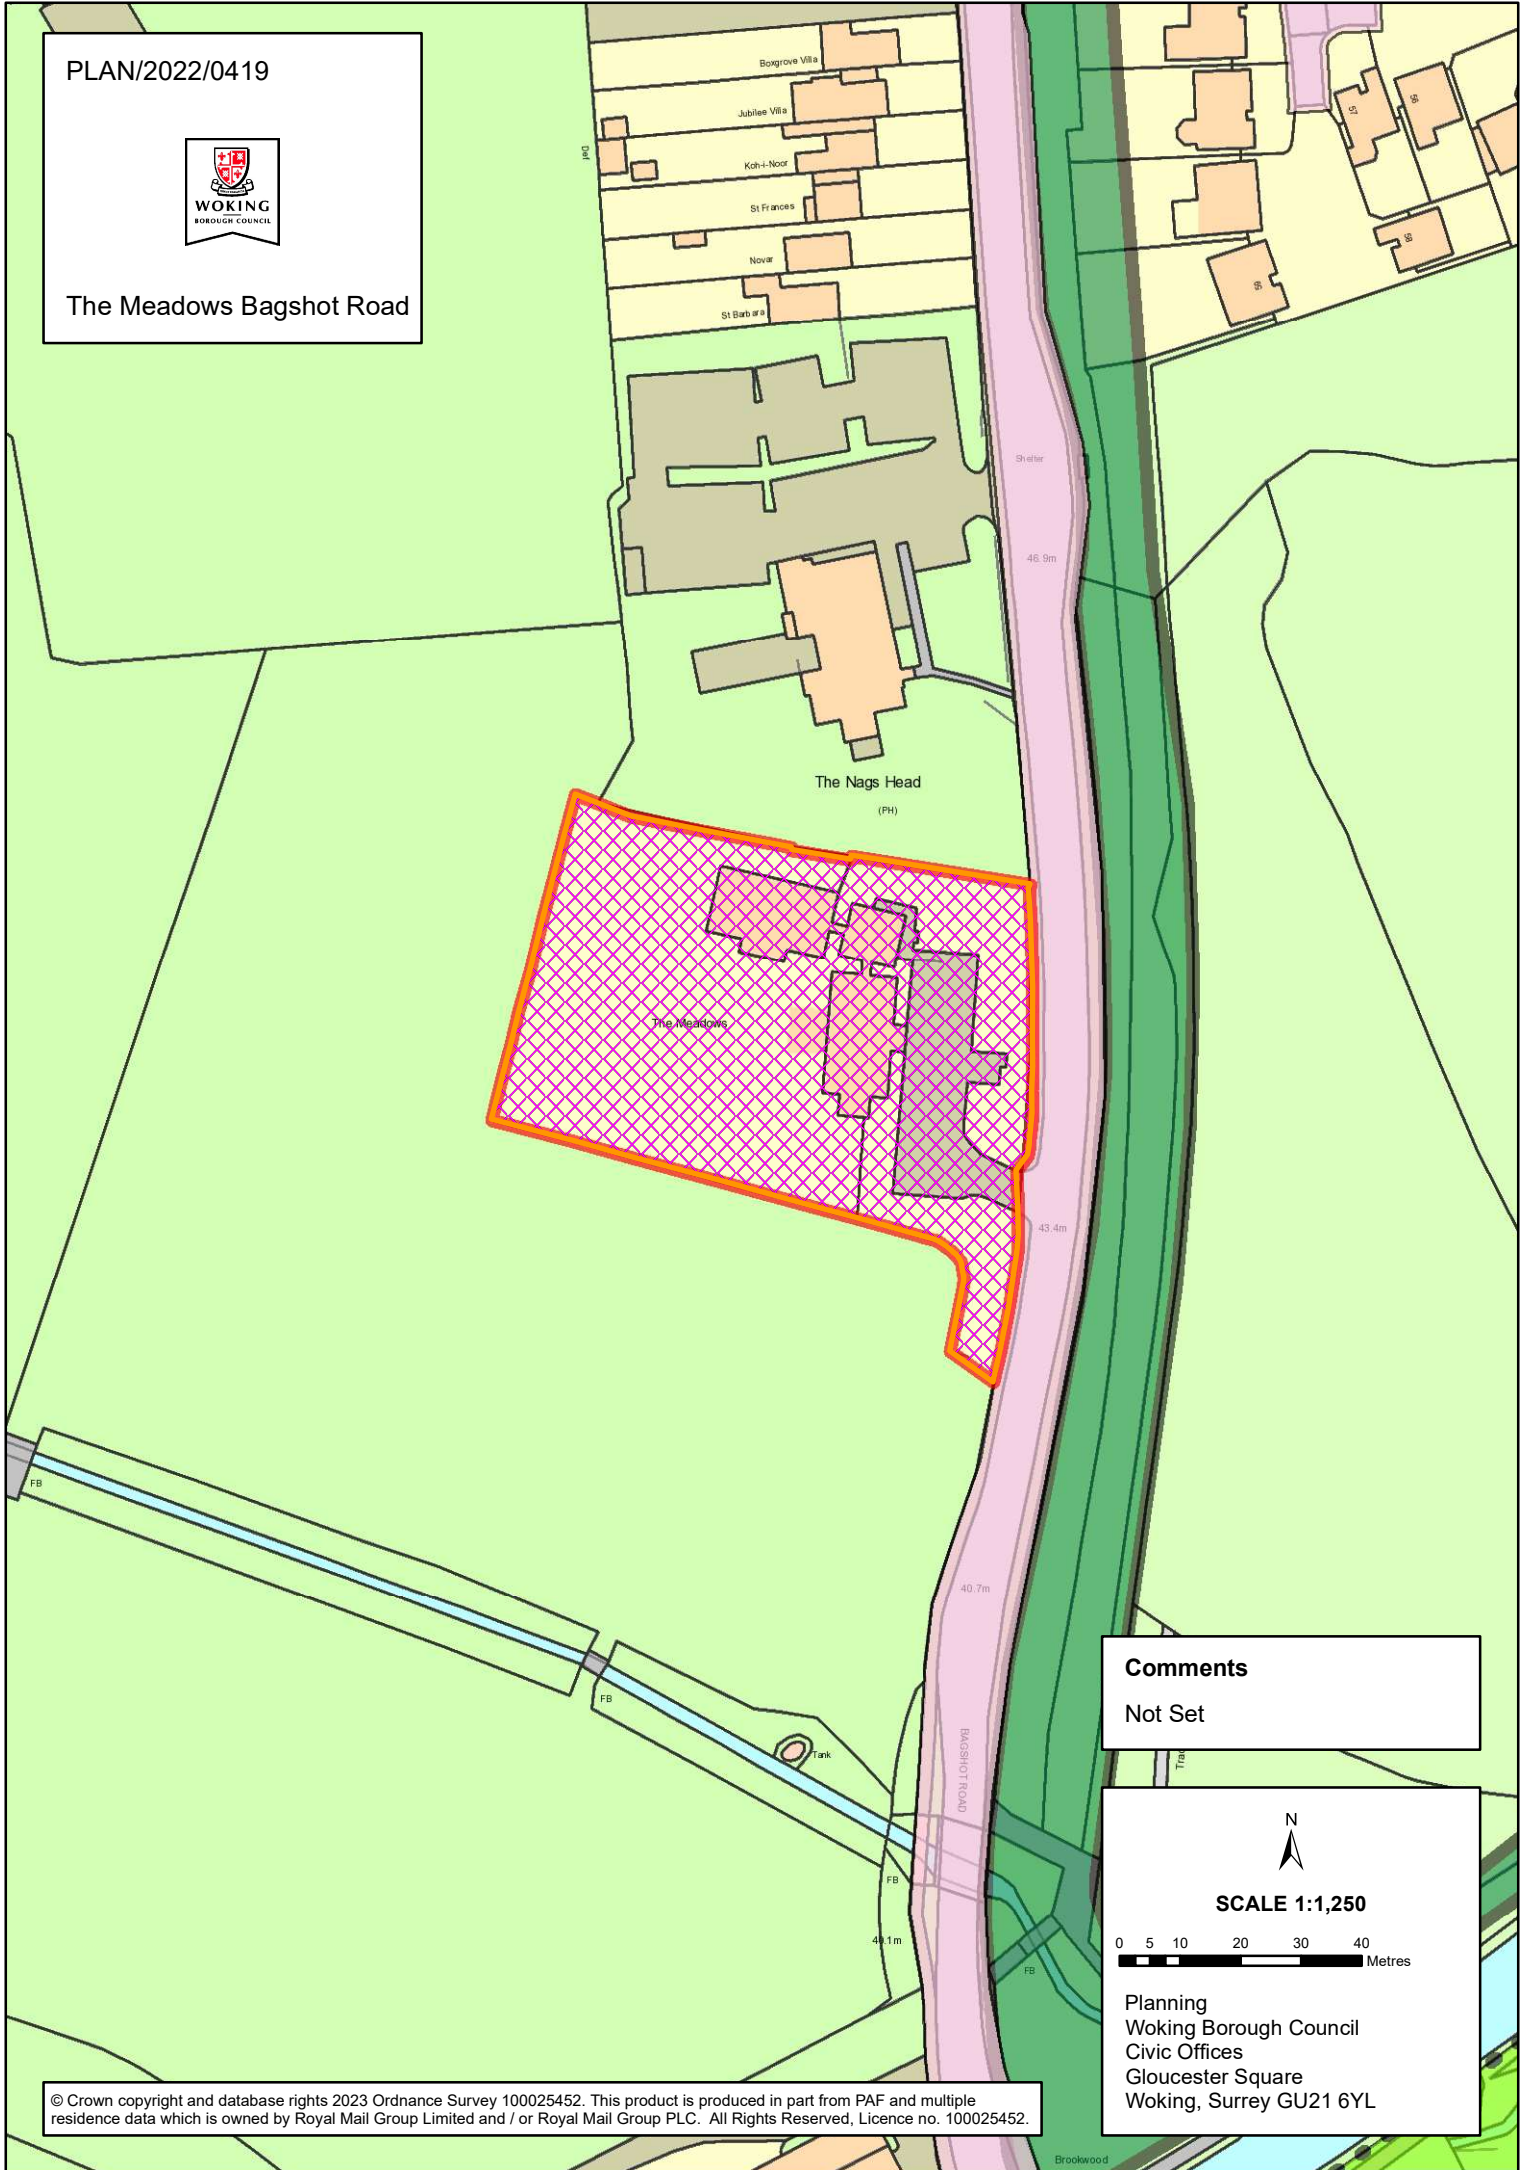 PLAN/2022/0419
WOKING
BOROUGH COUNCIL
The Meadows Bagshot Road
Boxgrove Villa
Jubilee Villa
Koh-i-Noor
St Frances
Novar
St Barbara
Def
57
56
58
65
Shelter
46.9m
The Nags Head
(PH)
The Meadows
43.4m
40.7m
FB
FB
Tank
BAGSHOT ROAD
FB
FB
Comments
Not Set
N
SCALE 1:1,250
0 5 10 20 30 40
Metres
Planning
Woking Borough Council
Civic Offices
Gloucester Square
Woking, Surrey GU21 6YL
© Crown copyright and database rights 2023 Ordnance Survey 100025452. This product is produced in part from PAF and multiple
residence data which is owned by Royal Mail Group Limited and / or Royal Mail Group PLC. All Rights Reserved, Licence no. 100025452.
Brookwood